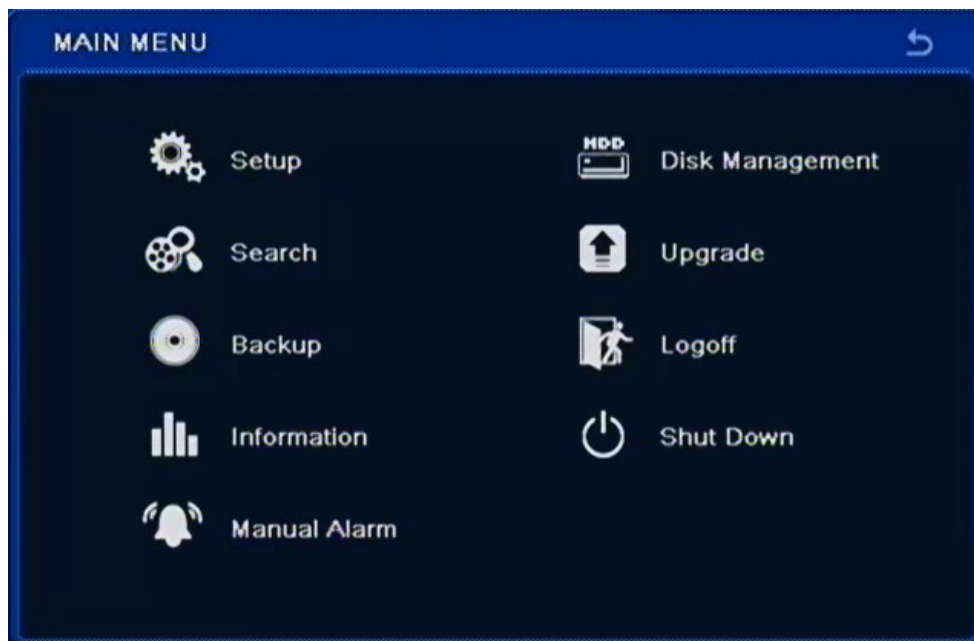 MAIN MENU
Setup
HDD
Disk Management
Search
Upgrade
Backup
Logoff
Information
Shut Down
Manual Alarm